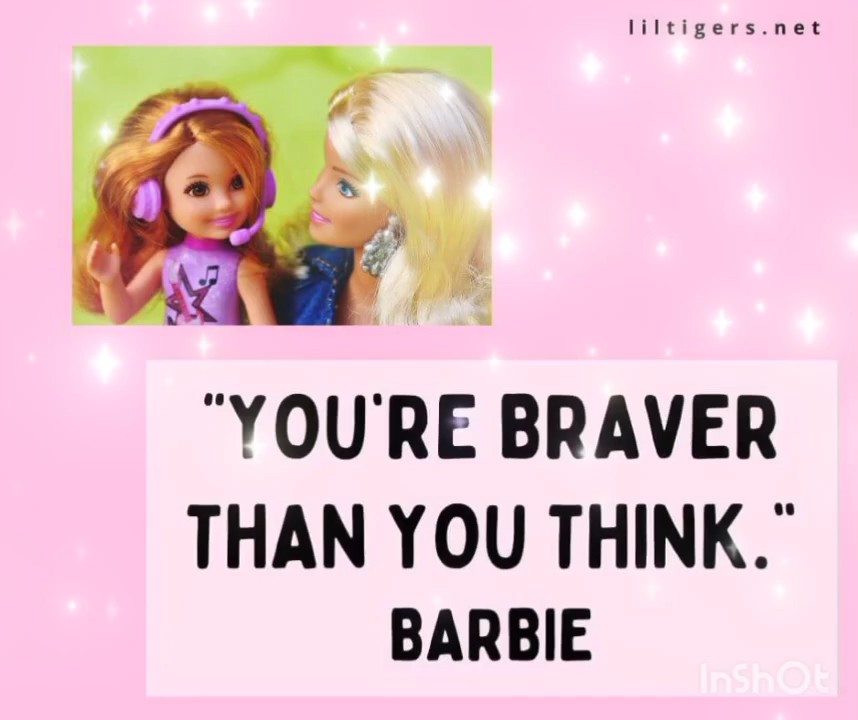 liltigers.net
"YOU'RE BRAVER
THAN YOU THINK."
BARBIE
InShOt